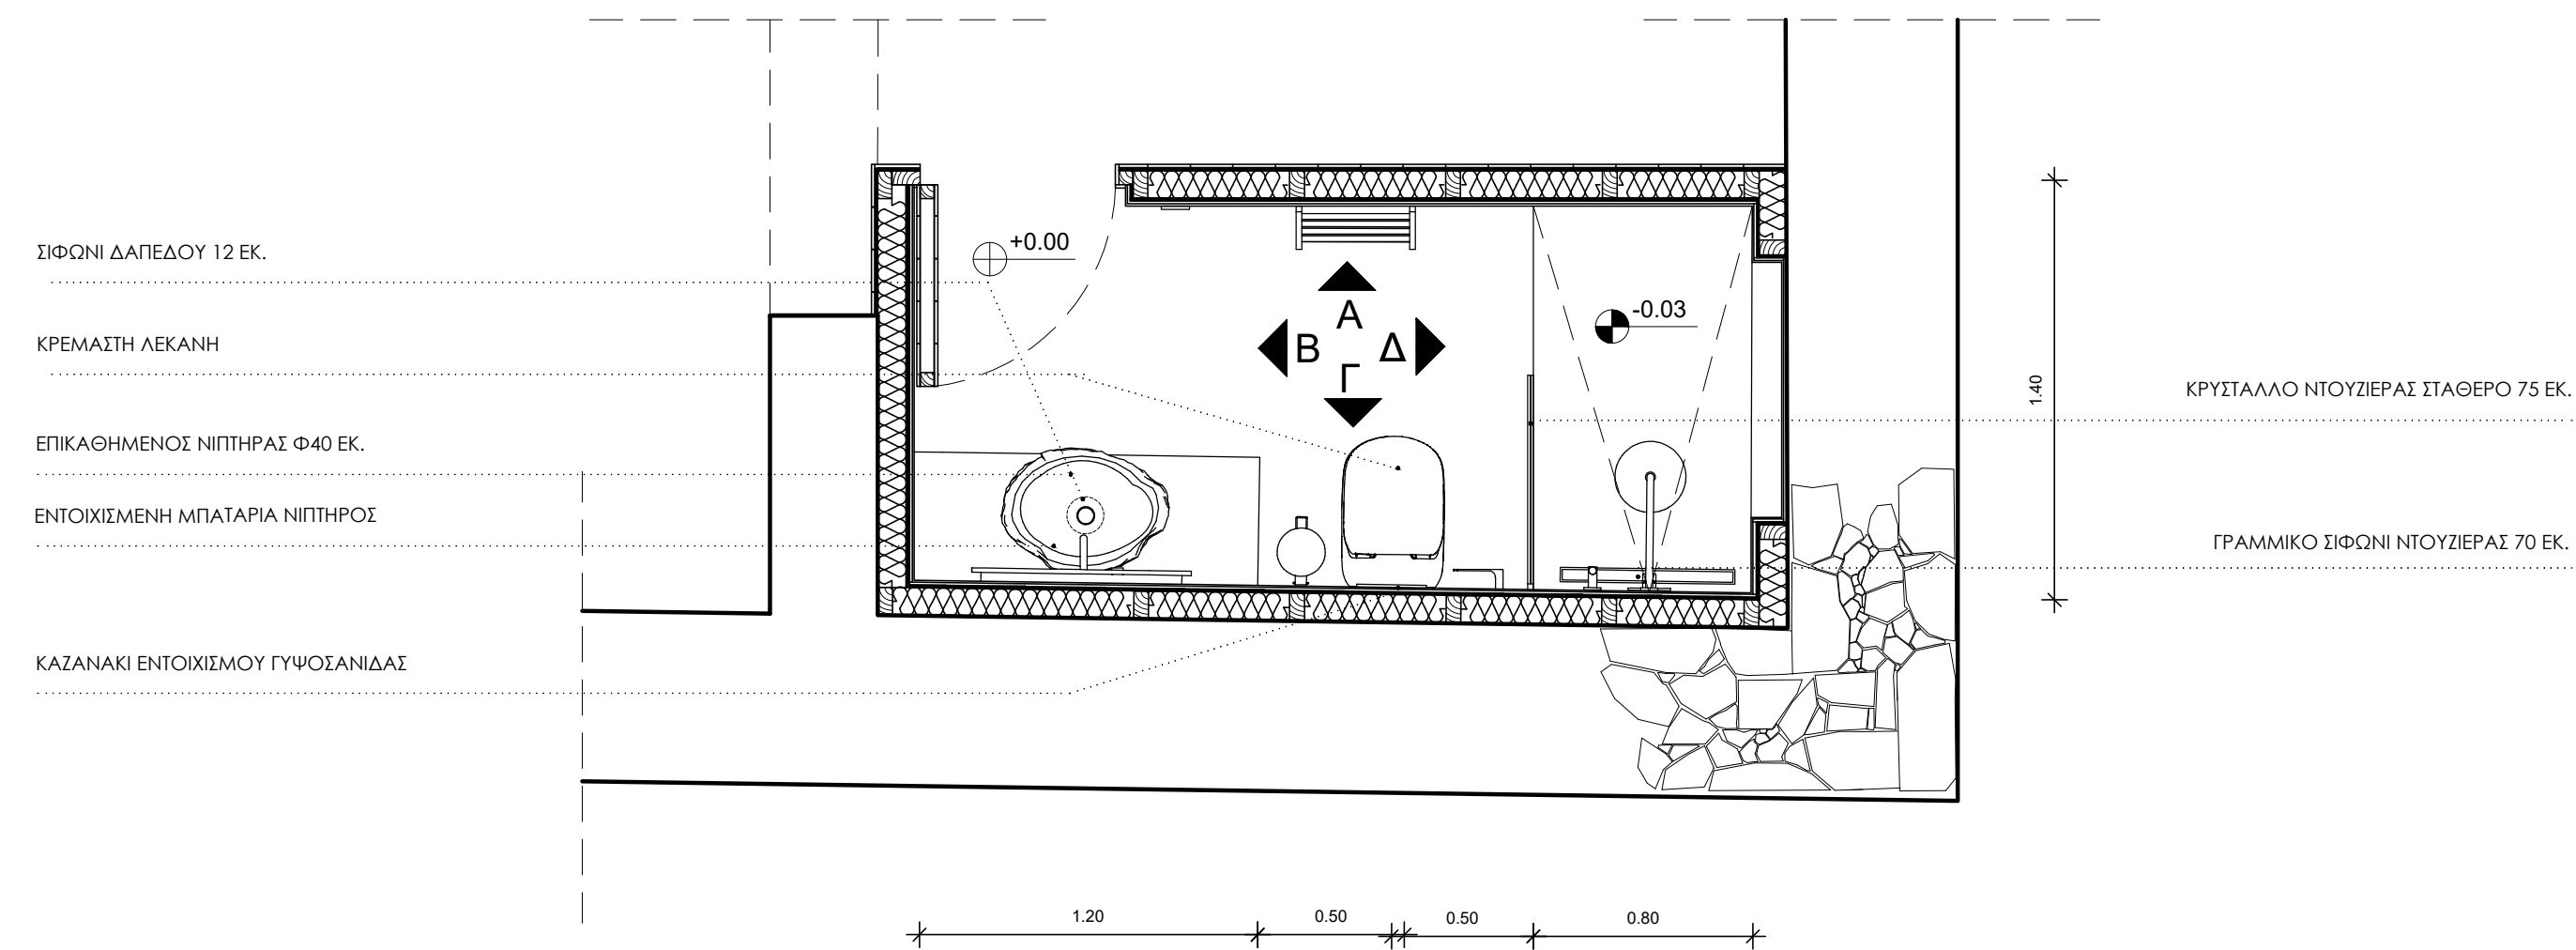 +0.00
ΣΙΦΩΝΙ ΔΑΠΕΔΟΥ 12 ΕΚ.
-0.03
Α
ΚΡΕΜΑΣΤΗ ΛΕΚΑΝΗ
Β
Δ
Γ
1.40
ΚΡΥΣΤΑΛΛΟ ΝΤΟΥΖΙΕΡΑΣ ΣΤΑΘΕΡΟ 75 ΕΚ.
ΕΠΙΚΑΘΗΜΕΝΟΣ ΝΙΠΤΗΡΑΣ Φ40 ΕΚ.
ΕΝΤΟΙΧΙΣΜΕΝΗ ΜΠΑΤΑΡΙΑ ΝΙΠΤΗΡΟΣ
ΓΡΑΜΜΙΚΟ ΣΙΦΩΝΙ ΝΤΟΥΖΙΕΡΑΣ 70 ΕΚ.
ΚΑΖΑΝΑΚΙ ΕΝΤΟΙΧΙΣΜΟΥ ΓΥΨΟΣΑΝΙΔΑΣ
1.20
0.50
0.50
0.80